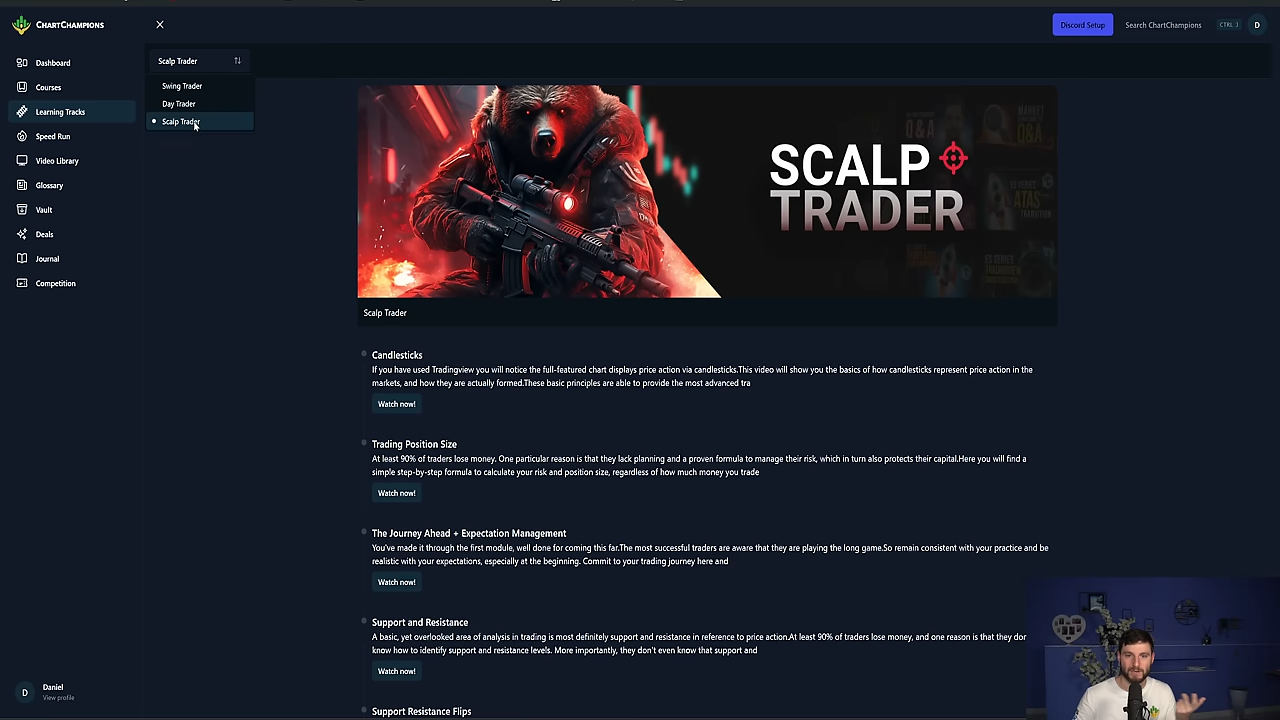 CHARTCHAMPIONS
Discord Setup
Search ChartChampions
CTRL J
D
Dashboard
Courses
Learning Tracks
Speed Run
Video Library
Glossary
Vault
Deals
Journal
Competition
Scalp Trader
Swing Trader
Day Trader
Scalp Trader
SCALP
TRADER
Q&A
Scalp Trader
Candlesticks
If you have used Tradingview you will notice the full-featured chart displays price action via candlesticks.This video will show you the basics of how candlesticks represent price action in the
markets, and how they are actually formed.These basic principles are able to provide the most advanced tra
Watch now!
Trading Position Size
At least 90% of traders lose money. One particular reason is that they lack planning and a proven formula to manage their risk, which in turn also protects their capital.Here you will find a
simple step-by-step formula to calculate your risk and position size, regardless of how much money you trade
Watch now!
The Journey Ahead + Expectation Management
You've made it through the first module, well done for coming this far.The most successful traders are aware that they are playing the long game.So remain consistent with your practice and be
realistic with your expectations, especially at the beginning. Commit to your trading journey here and
Watch now!
Support and Resistance
A basic, yet overlooked area of analysis in trading is most definitely support and resistance in reference to price action.At least 90% of traders lose money, and one reason is that they don
know how to identify support and resistance levels. More importantly, they don't even know that support and
Watch now!
Support Resistance Flips
D
Daniel
View profile